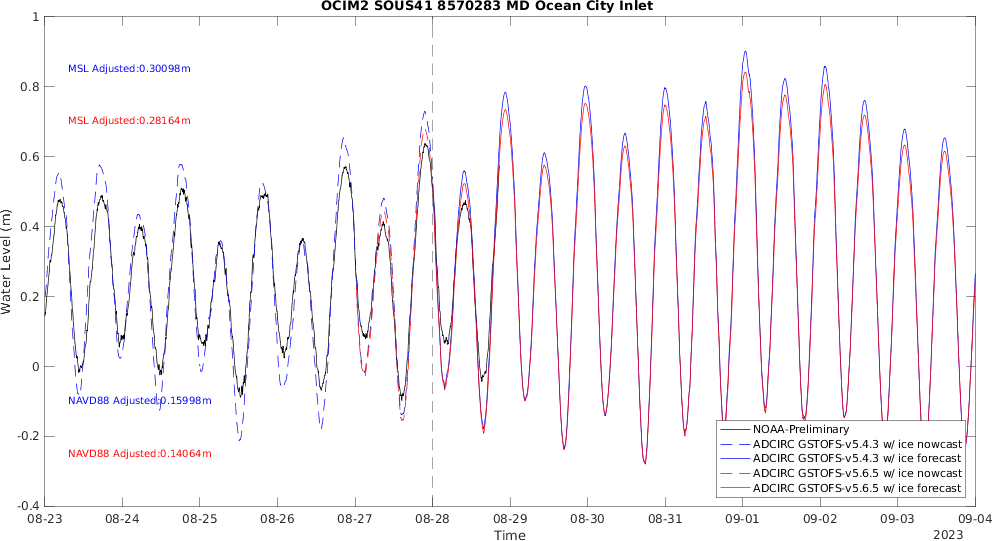 OCIM2 SOUS41 8570283 MD Ocean City Inlet
1
0.8
0.6
0.4
0.2
0
-0.2
-0.4
Water Level (m)
MSL Adjusted:0.30098m
MSL Adjusted:0.28164m
NAVD88 Adjusted:0.15998m
NAVD88 Adjusted:0.14064m
NOAA-Preliminary
ADCIRC GSTOFS-v5.4.3 w/ ice nowcast
ADCIRC GSTOFS-v5.4.3 w/ ice forecast
ADCIRC GSTOFS-v5.6.5 w/ ice nowcast
ADCIRC GSTOFS-v5.6.5 w/ ice forecast
08-23 08-24 08-25 08-26 08-27 08-28 08-29 08-30 08-31 09-01 09-02 09-03 09-04
Time
2023